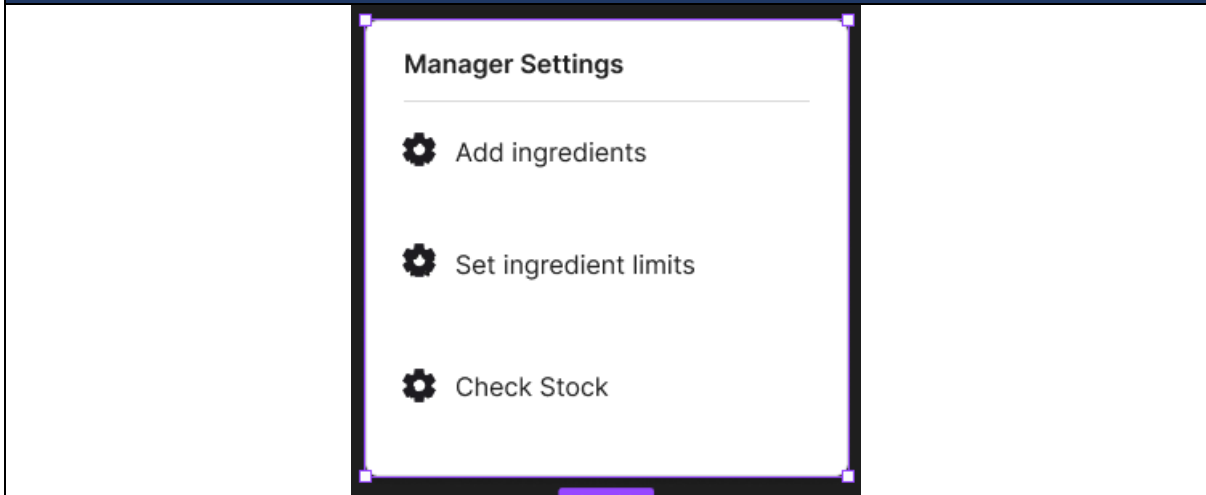 Manager Settings
Add ingredients
Set ingredient limits
Check Stock